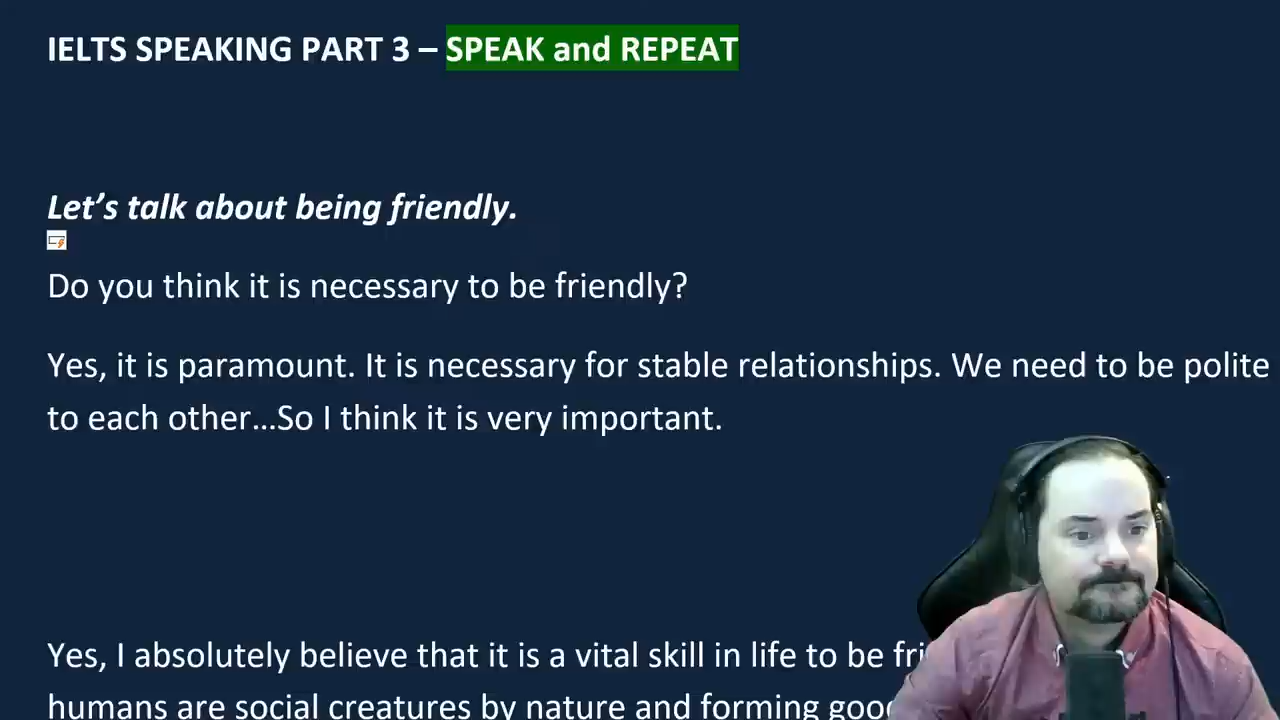 IELTS SPEAKING PART 3 – SPEAK and REPEAT
Let's talk about being friendly.
Do you think it is necessary to be friendly?
Yes, it is paramount. It is necessary for stable relationships. We need to be polite
to each other...So I think it is very important.
Yes, I absolutely believe that it is a vital skill in life to be
humans are social creatures by nature and forming